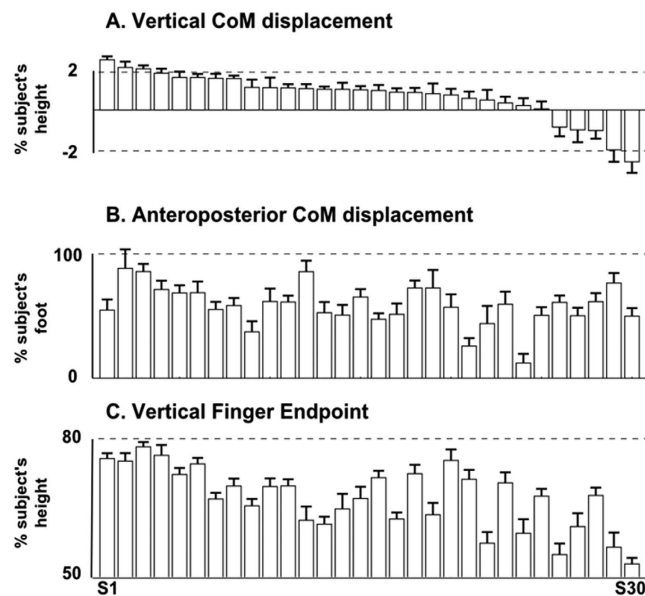 A. Vertical CoM displacement
% subject's
height
2
-2
B. Anteroposterior CoM displacement
% subject's
foot
100
0
C. Vertical Finger Endpoint
% subject's
height
80
50
S1
S30